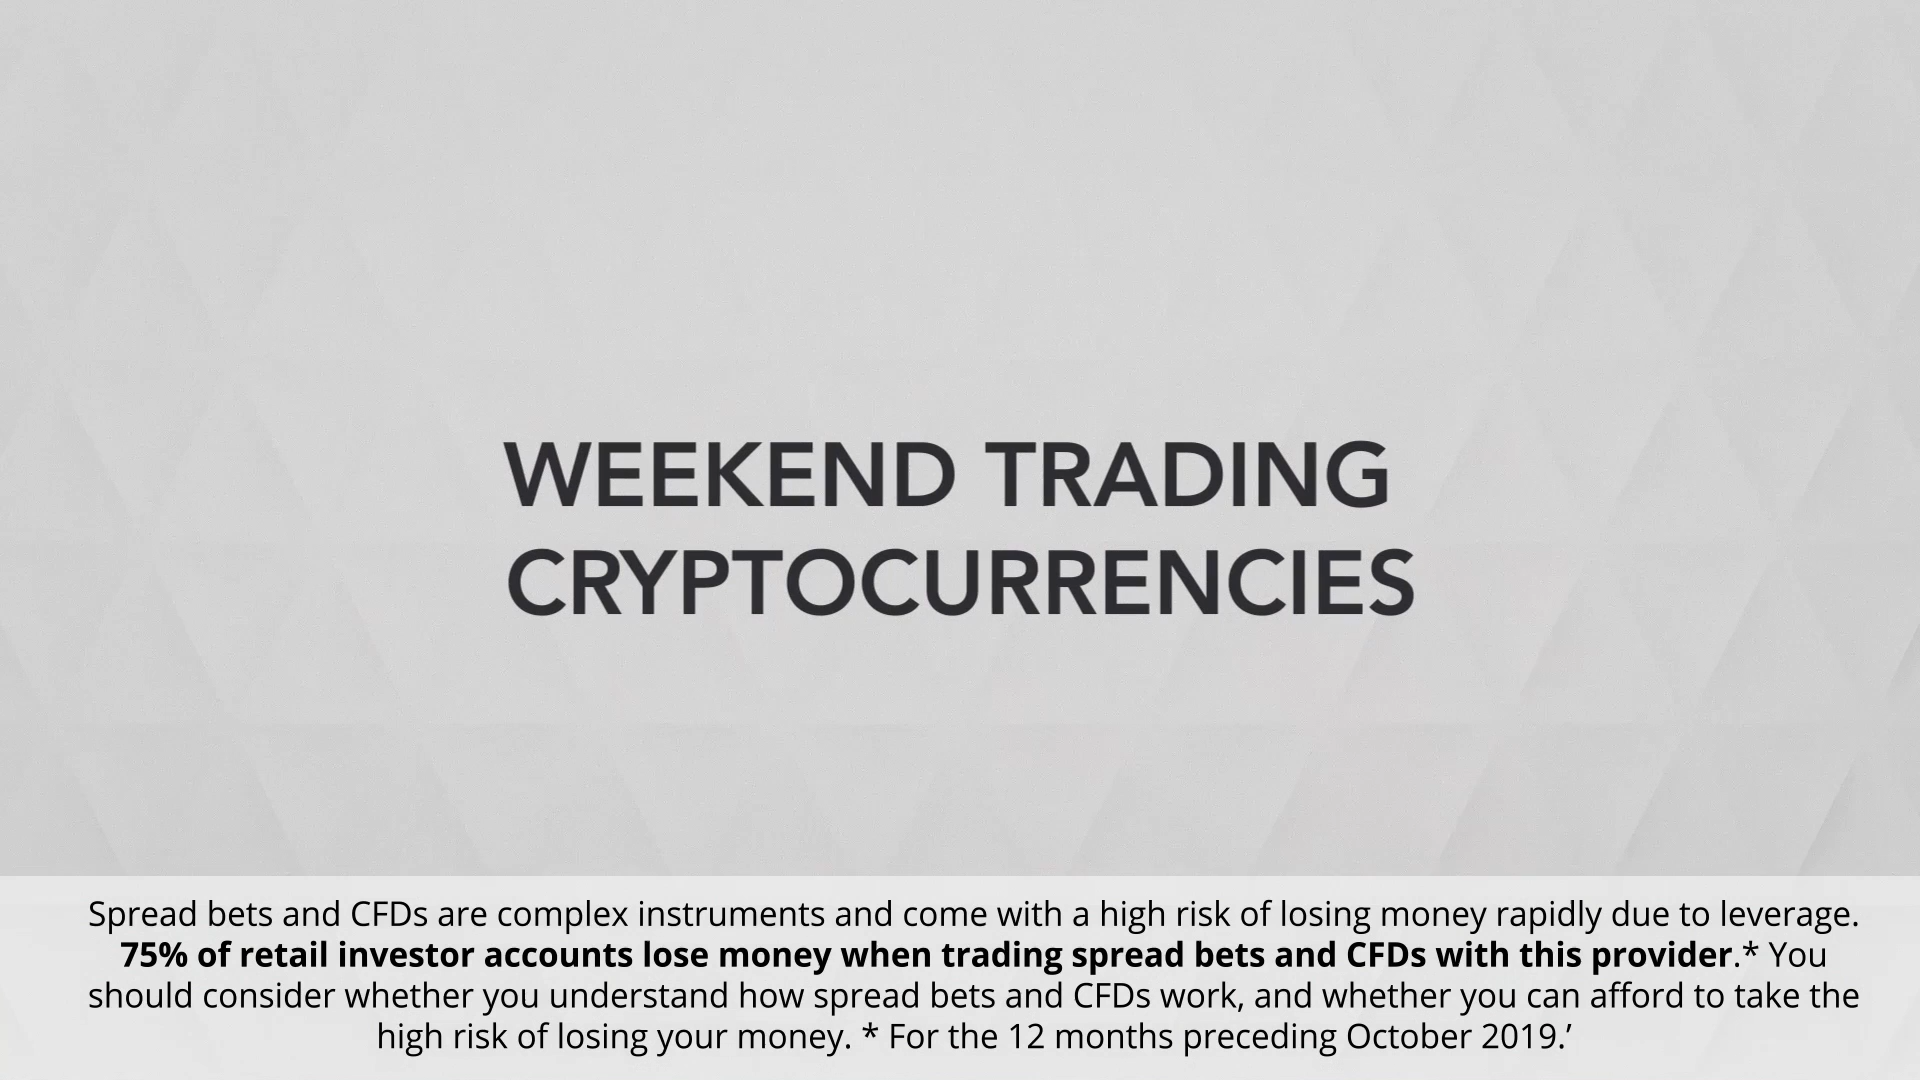 WEEKEND TRADING
CRYPTOCURRENCIES
Spread bets and CFDs are complex instruments and come with a high risk of losing money rapidly due to leverage.
75% of retail investor accounts lose money when trading spread bets and CFDs with this provider.* You
should consider whether you understand how spread bets and CFDs work, and whether you can afford to take the
high risk of losing your money. * For the 12 months preceding October 2019.’